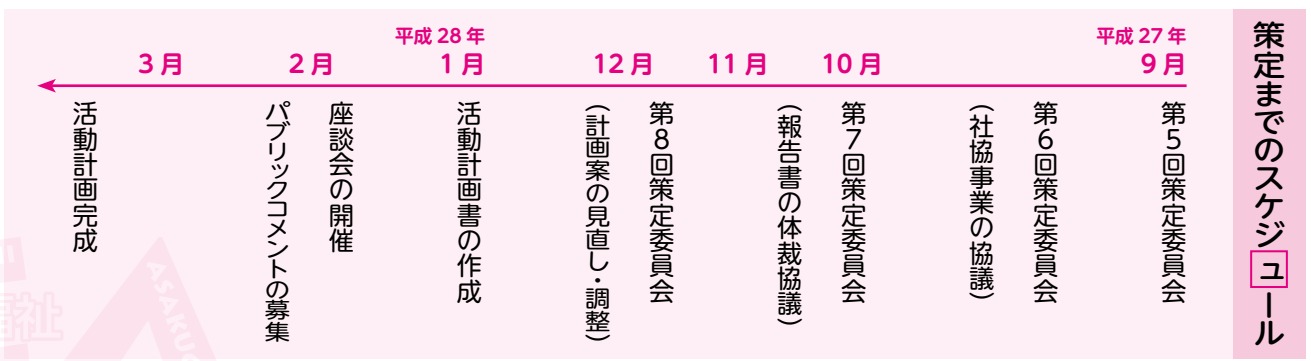 策定までのスケジュール
平成27年
9月
第5回策定委員会
第6回策定委員会
（社協事業の協議）
10月
第7回策定委員会
（報告書の体裁協議）
11月
12月
第8回策定委員会
（計画案の見直し・調整）
平成28年
1月
活動計画書の作成
2月
座談会の開催
パブリックコメントの募集
3月
活動計画完成
福祉